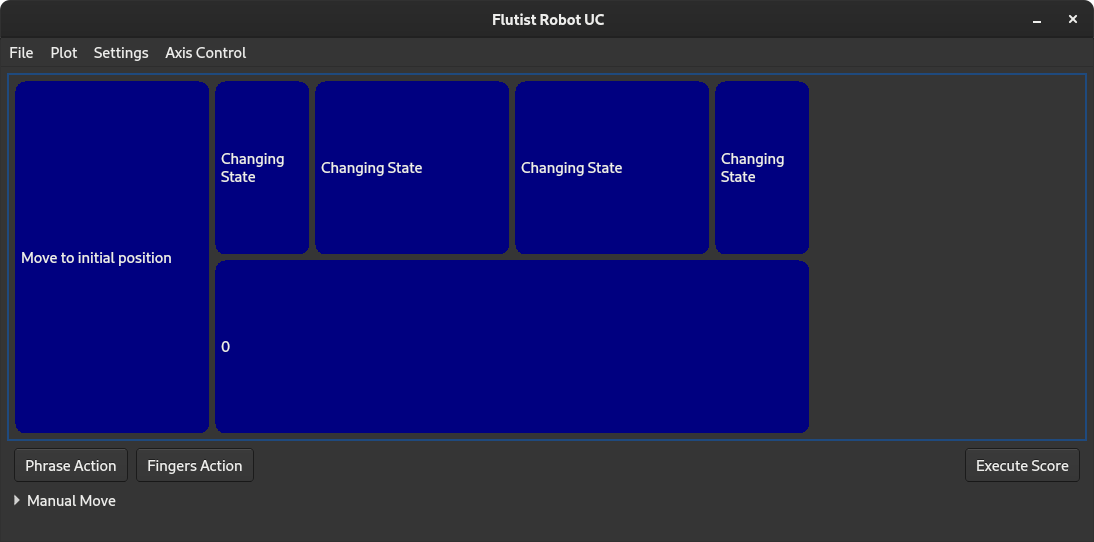 Flutist Robot UC
File Plot Settings Axis Control
Move to initial position
Changing
State
Changing State
Changing State
Changing
State
0
Phrase Action Fingers Action Execute Score
Manual Move